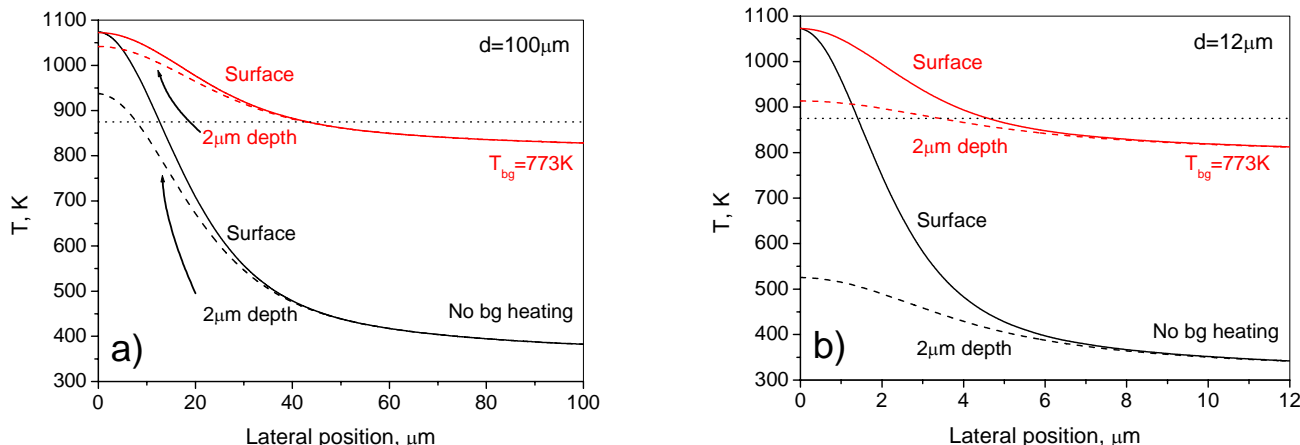 1100
1000
900
800
700
600
500
400
300
T, K
d=100μm
Surface
2μm depth
T_bg=773K
Surface
2μm depth
No bg heating
a)
0 20 40 60 80 100
Lateral position, μm
1100
1000
900
800
700
600
500
400
300
T, K
d=12μm
Surface
2μm depth
T_bg=773K
Surface
No bg heating
2μm depth
b)
0 2 4 6 8 10 12
Lateral position, μm